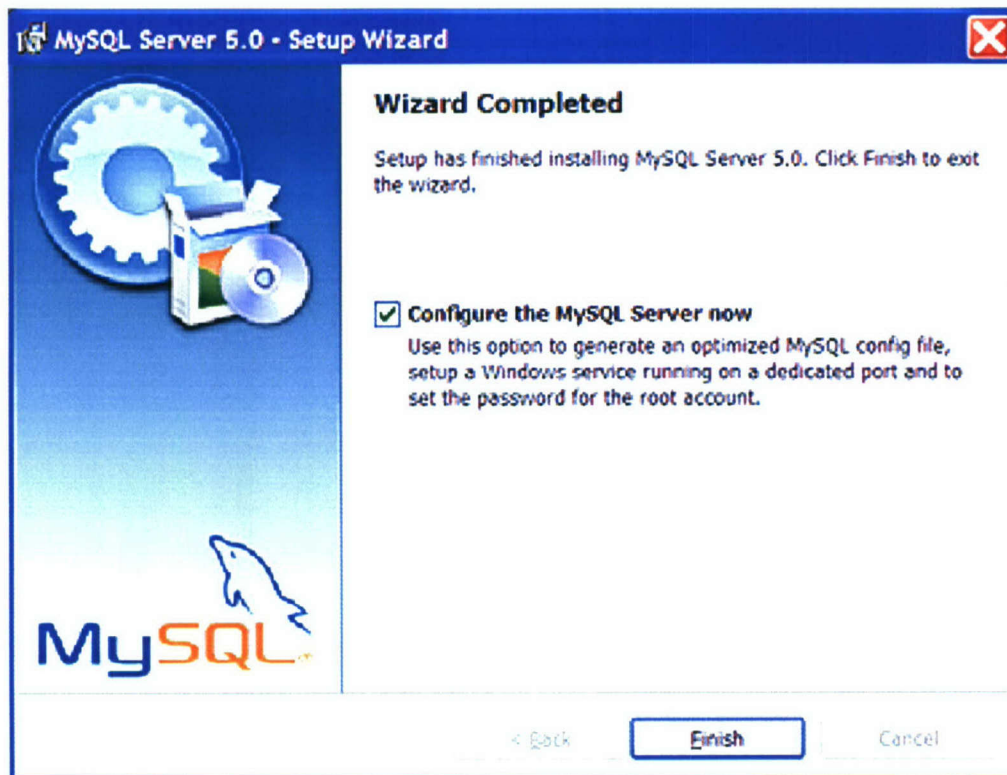 MySQL Server 5.0 - Setup Wizard
Wizard Completed
Setup has finished installing MySQL Server 5.0. Click Finish to exit
the wizard.
Configure the MySQL Server now
Use this option to generate an optimized MySQL config file,
setup a Windows service running on a dedicated port and to
set the password for the root account.
MySQL
< Back
Finish
Cancel